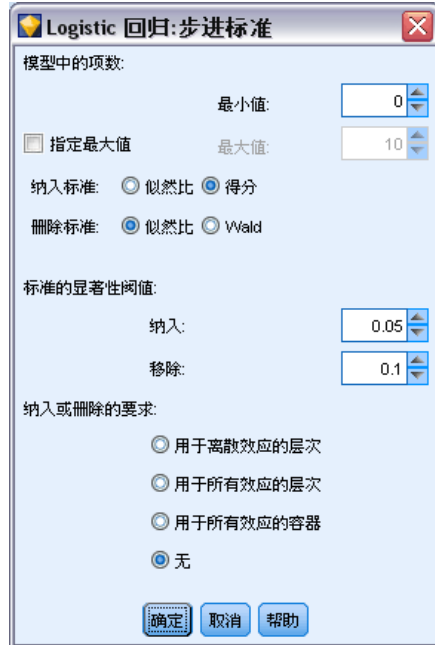 Logistic 回归:步进标准
模型中的项数:
最小值: 0
指定最大值 最大值: 10
纳入标准: 似然比 得分
删除标准: 似然比 Wald
标准的显著性阀值:
纳入: 0.05
移除: 0.1
纳入或删除的要求:
用于离散效应的层次
用于所有效应的层次
用于所有效应的容器
无
确定 取消 帮助